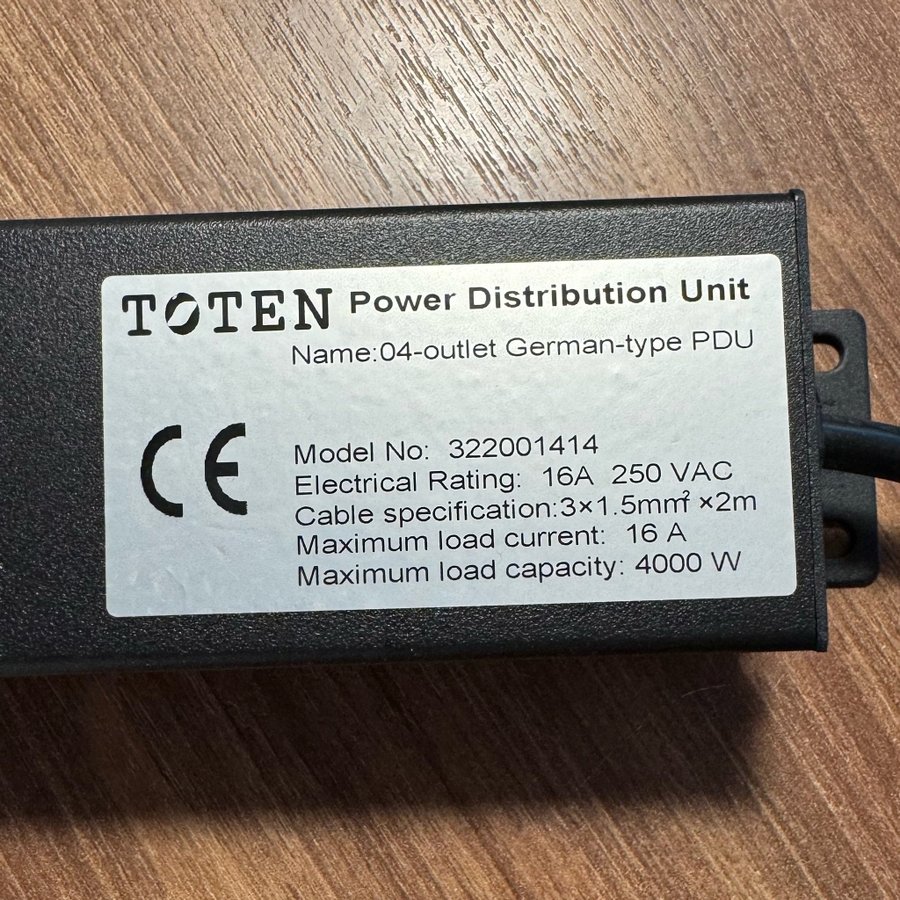 TOTEN Power Distribution Unit
Name:04-outlet German-type PDU
CE
Model No: 322001414
Electrical Rating: 16A 250 VAC
Cable specification:3×1.5mm² ×2m
Maximum load current: 16 A
Maximum load capacity: 4000 W